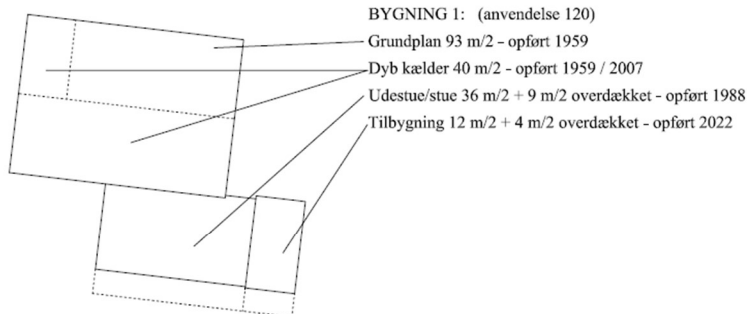 BYGNING 1: (anvendelse 120)
Grundplan 93 m/2 - opført 1959
Dyb kælder 40 m/2 - opført 1959 / 2007
Udestue/stue 36 m/2 + 9 m/2 overdækket - opført 1988
Tilbygning 12 m/2 + 4 m/2 overdækket - opført 2022